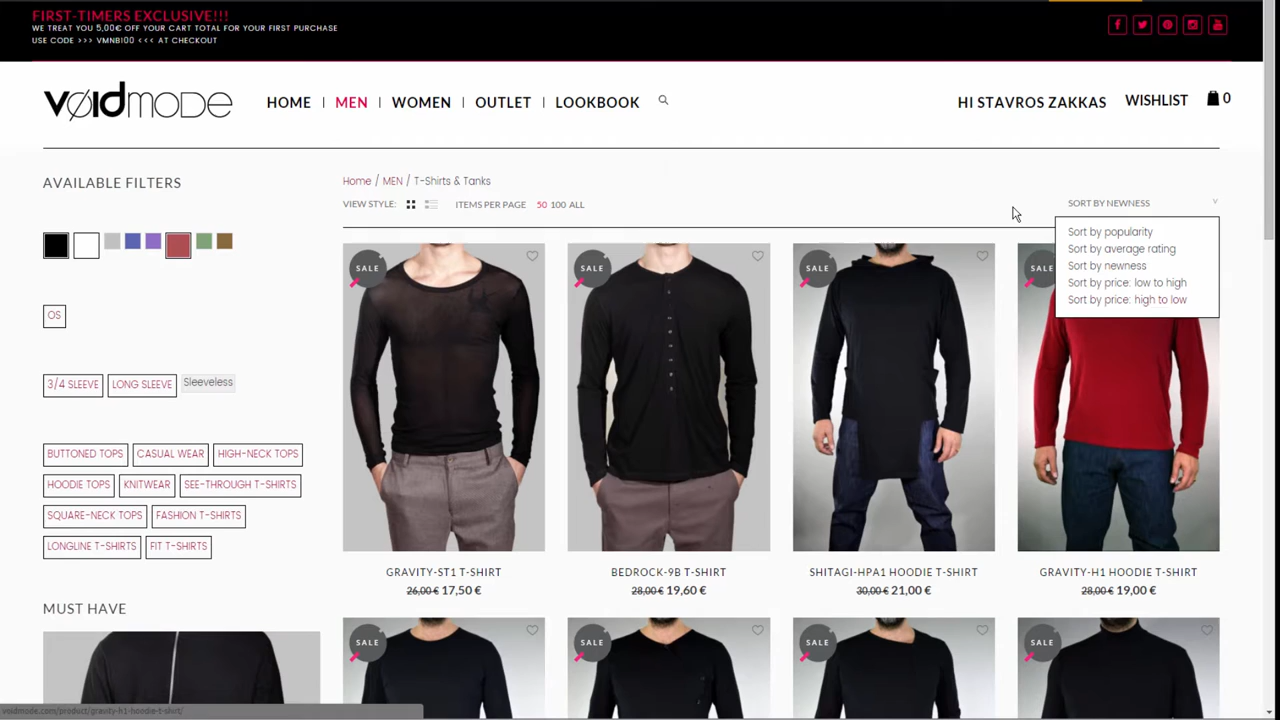 FIRST-TIMERS EXCLUSIVE!!!
WE TREAT YOU 5,00€ OFF YOUR CART TOTAL FOR YOUR FIRST PURCHASE
USE CODE >>> VMNB100 <<< AT CHECKOUT
vøidmode
HOME | MEN | WOMEN | OUTLET | LOOKBOOK
HI STAVROS ZAKKAS
WISHLIST
0
AVAILABLE FILTERS
OS
3/4 SLEEVE
LONG SLEEVE
Sleeveless
BUTTONED TOPS
CASUAL WEAR
HIGH-NECK TOPS
HOODIE TOPS
KNITWEAR
SEE-THROUGH T-SHIRTS
SQUARE-NECK TOPS
FASHION T-SHIRTS
LONGLINE T-SHIRTS
FIT T-SHIRTS
MUST HAVE
Home / MEN / T-Shirts & Tanks
VIEW STYLE:
ITEMS PER PAGE 50 100 ALL
SORT BY NEWNESS
Sort by popularity
Sort by average rating
Sort by newness
Sort by price: low to high
Sort by price: high to low
SALE
SALE
SALE
SALE
GRAVITY-ST1 T-SHIRT
26,00 € 17,50 €
BEDROCK-9B T-SHIRT
28,00 € 19,60 €
SHITAGI-HPA1 HOODIE T-SHIRT
30,00 € 21,00 €
GRAVITY-H1 HOODIE T-SHIRT
28,00 € 19,00 €
SALE
SALE
SALE
SALE
voidmode.com/product/gravity-h1-hoodie-t-shirt/